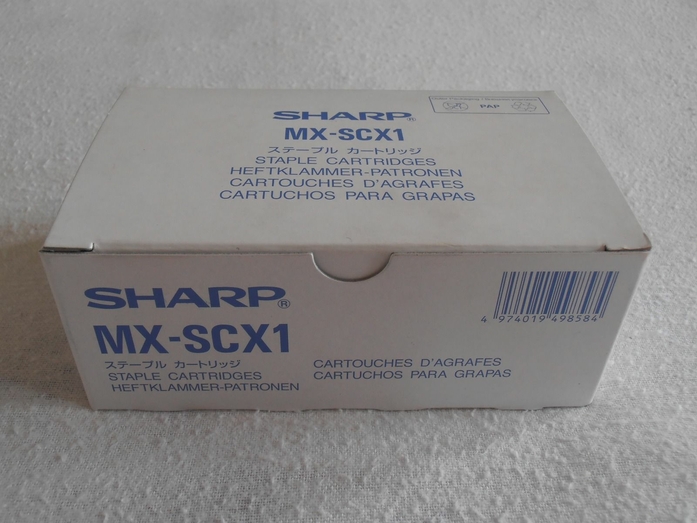 SHARP®
MX-SCX1
ステープル カートリッジ
STAPLE CARTRIDGES
HEFTKLAMMER-PATRONEN
CARTOUCHES D'AGRAFES
CARTUCHOS PARA GRAPAS
PAP
SHARP®
MX-SCX1
ステープル カートリッジ
STAPLE CARTRIDGES
HEFTKLAMMER-PATRONEN
CARTOUCHES D'AGRAFES
CARTUCHOS PARA GRAPAS
4 974019 498584